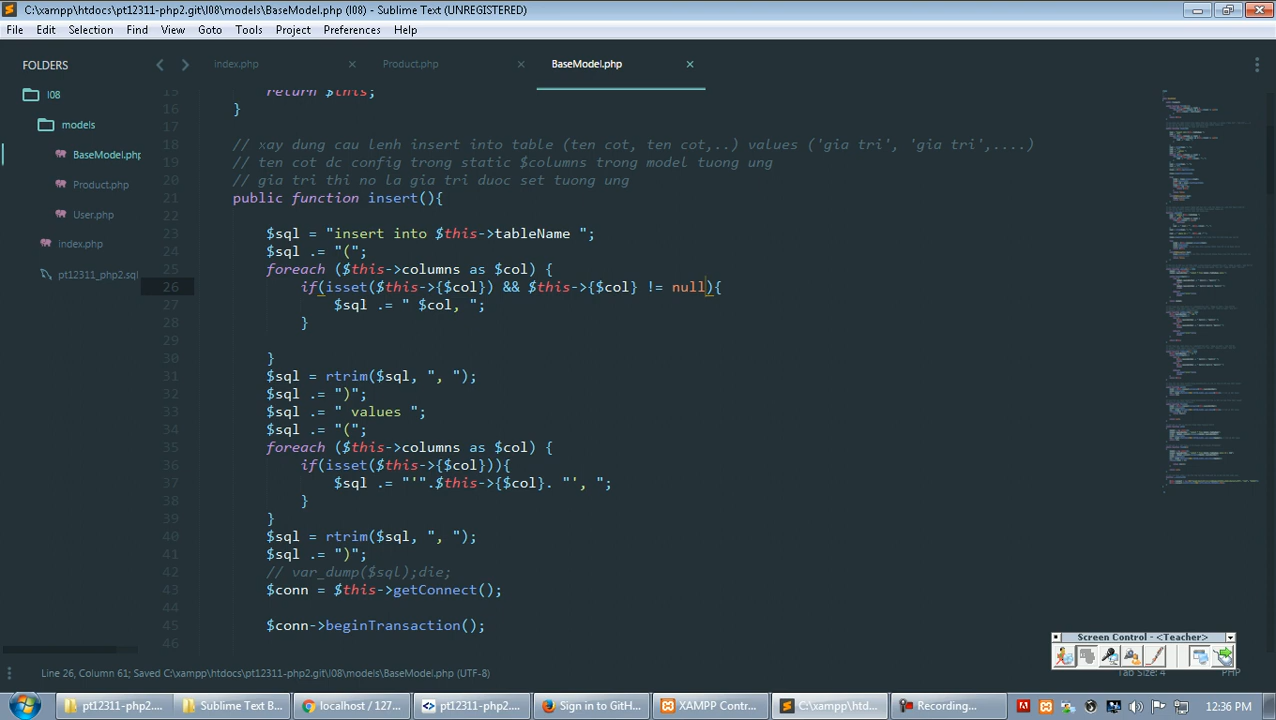 C:\xampp\htdocs\pt12311-php2.git\l08\models\BaseModel.php (l08) - Sublime Text (UNREGISTERED)
File Edit Selection Find View Goto Tools Project Preferences Help
FOLDERS
l08
models
BaseModel.php
Product.php
User.php
index.php
pt12311_php2.sql
index.php Product.php BaseModel.php
15 return $this;
16 }
17
18 // xay dung cau lenh insert into table (ten cot, ten cot,..) values ('gia tri', 'gia tri',....)
19 // ten cot dc config trong static $columns trong model tuong ung
20 // gia tri thi no la gia tri dc set tuong ung
21 public function insert(){
22
23 $sql = "insert into $this->tableName ";
24 $sql .= "(";
25 foreach ($this->columns as $col) {
26 if(isset($this->{$col} && $this->{$col} != null){
27 $sql .= " $col, ";
28 }
29
30 }
31 $sql = rtrim($sql, ", ");
32 $sql .= ")";
33 $sql .= " values ";
34 $sql .= "(";
35 foreach ($this->columns as $col) {
36 if(isset($this->{$col})){
37 $sql .= "'".$this->{$col}. "', ";
38 }
39 }
40 $sql = rtrim($sql, ", ");
41 $sql .= ")";
42 // var_dump($sql);die;
43 $conn = $this->getConnect();
44
45 $conn->beginTransaction();
46
Screen Control - <Teacher>
Line 26, Column 61; Saved C:\xampp\htdocs\pt12311-php2.git\l08\models\BaseModel.php (UTF-8)
Tab Size: 4 PHP
pt12311-php2.... Sublime Text B... localhost / 127... pt12311-php2.... Sign in to GitH... XAMPP Contr... C:\xampp\htd... Recording... 12:36 PM